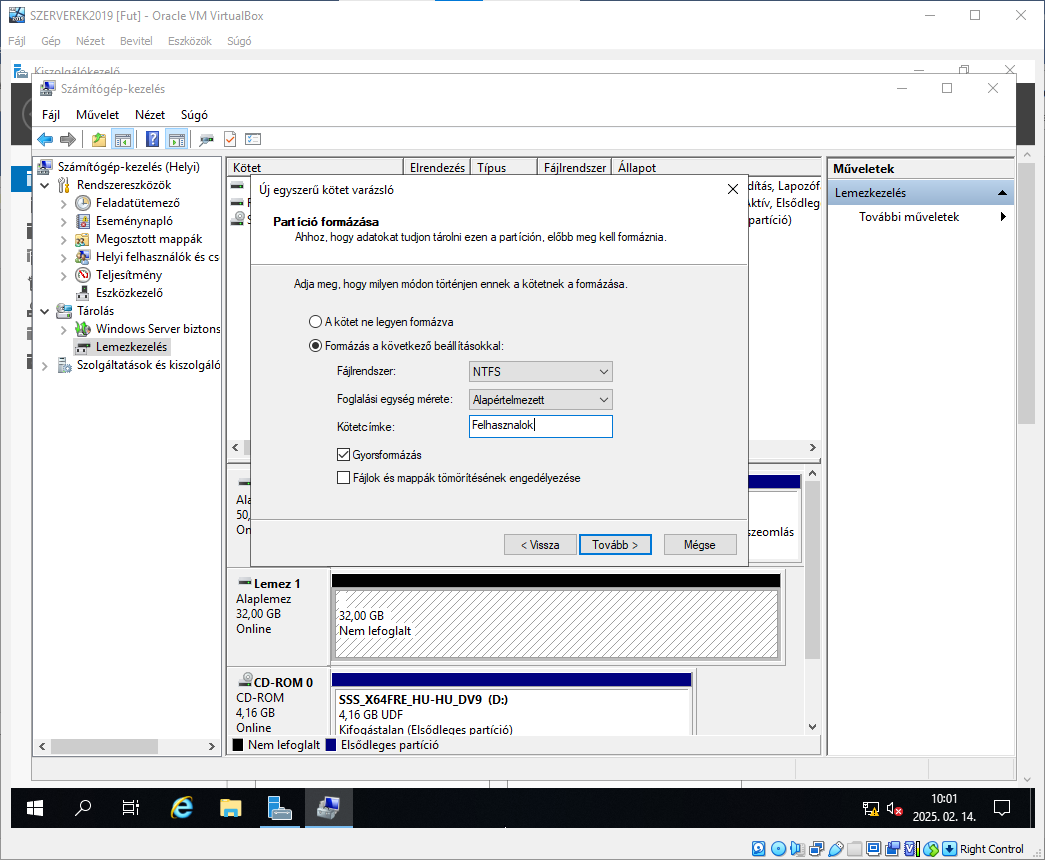 SZERVEREK2019 [Fut] - Oracle VM VirtualBox
Fájl Gép Nézet Bevitel Eszközök Súgó
Kiszolgálókezelő
Számítógép-kezelés
Fájl Művelet Nézet Súgó
Számítógép-kezelés (Helyi)
Rendszereszközök
Feladatütemező
Eseménynapló
Megosztott mappák
Helyi felhasználók és cs
Teljesítmény
Eszközkezelő
Tárolás
Windows Server biztons
Lemezkezelés
Szolgáltatások és kiszolgáló
Kötet Elrendezés Típus Fájlrendszer Állapot
dítás, Lapozófá
Aktív, Elsődleg
partíció)
Új egyszerű kötet varázsló
Partíció formázása
Ahhoz, hogy adatokat tudjon tárolni ezen a partíción, előbb meg kell formáznia.
Adja meg, hogy milyen módon történjen ennek a kötetnek a formázása.
A kötet ne legyen formázva
Formázás a következő beállításokkal:
Fájlrendszer: NTFS
Foglalási egység mérete: Alapértelmezett
Kötetcímke: Felhasznalok
Gyorsformázás
Fájlok és mappák tömörítésének engedélyezése
< Vissza Tovább > Mégse
Ala
50,
On
szeomlás
Lemez 1
Alaplemez
32,00 GB
Online
32,00 GB
Nem lefoglalt
CD-ROM 0
CD-ROM
4,16 GB
Online
SSS_X64FRE_HU-HU_DV9 (D:)
4,16 GB UDF
Kifogástalan (Elsődleges partíció)
Nem lefoglalt Elsődleges partíció
Műveletek
Lemezkezelés
További műveletek
10:01
2025. 02. 14.
Right Control